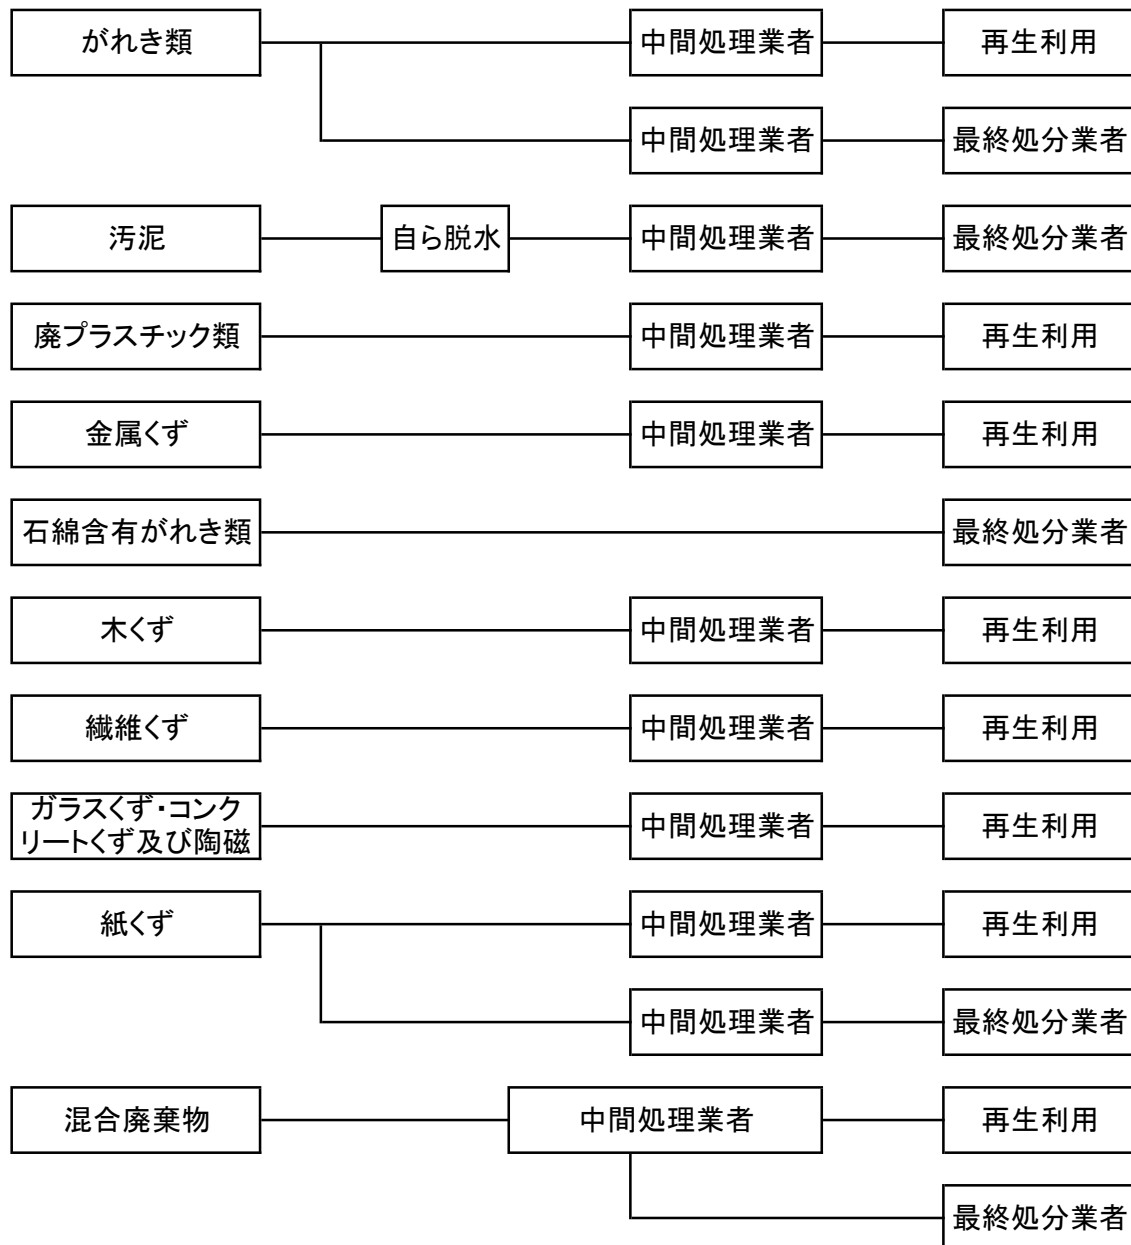 がれき類
中間処理業者
再生利用
中間処理業者
最終処分業者
汚泥
自ら脱水
中間処理業者
最終処分業者
廃プラスチック類
中間処理業者
再生利用
金属くず
中間処理業者
再生利用
石綿含有がれき類
最終処分業者
木くず
中間処理業者
再生利用
繊維くず
中間処理業者
再生利用
ガラスくず・コンク
リートくず及び陶磁
中間処理業者
再生利用
紙くず
中間処理業者
再生利用
中間処理業者
最終処分業者
混合廃棄物
中間処理業者
再生利用
最終処分業者